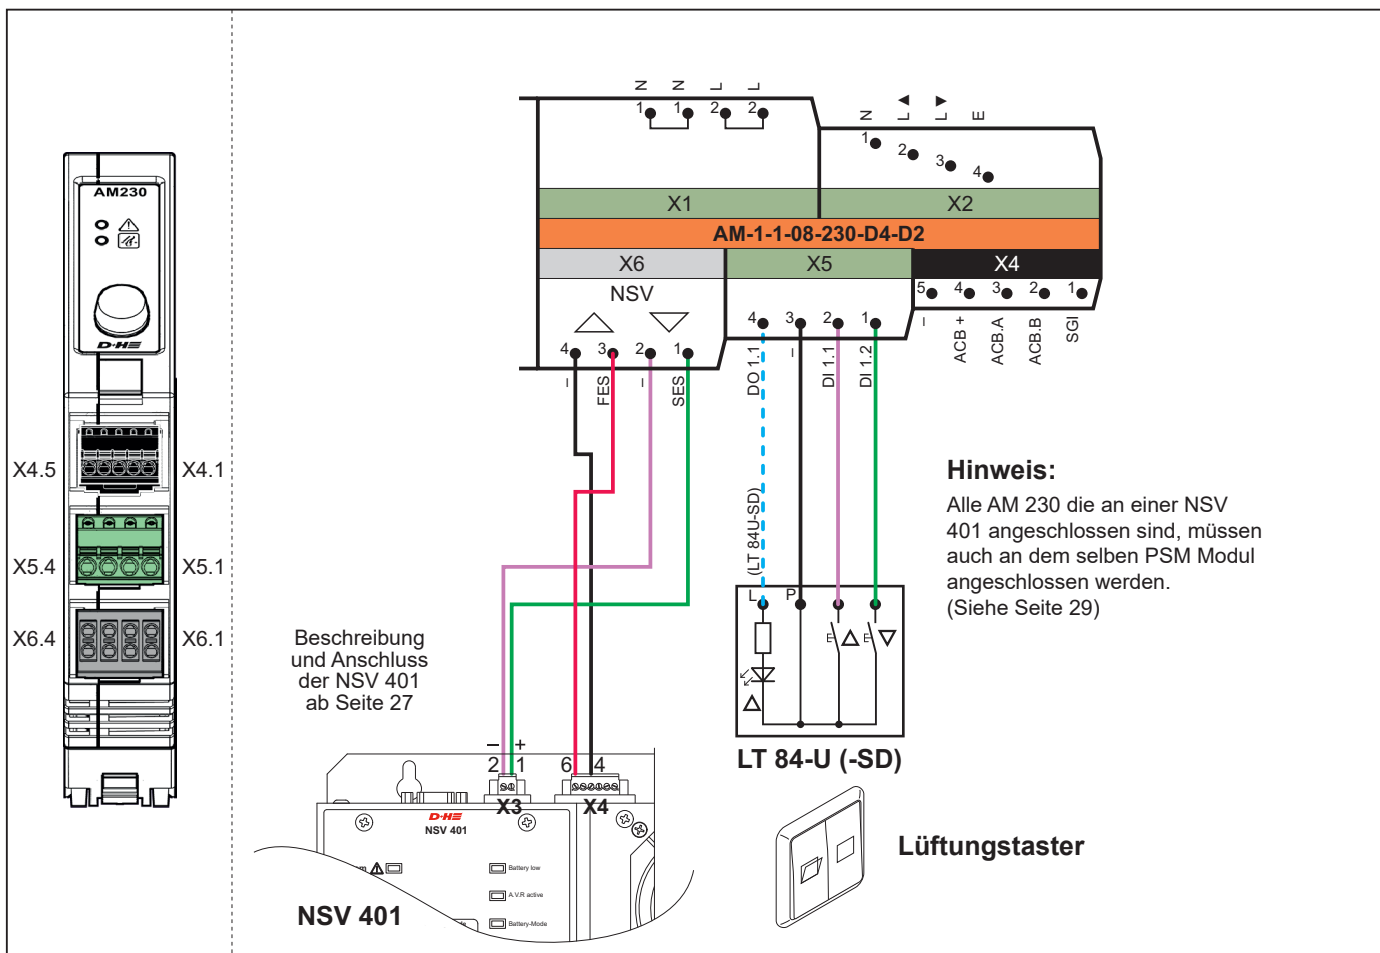 AM230
D+H
X4.5
X4.1
X5.4
X5.1
X6.4
X6.1
N N L L
1 1 2 2
N L▲ L▼ E
1 2 3 4
X1
X2
AM-1-1-08-230-D4-D2
X6
X5
X4
NSV
4 3 2 1
– FES – SES
4 3 2 1
DO 1.1 – DI 1.1 DI 1.2
5 4 3 2 1
– ACB + ACB.A ACB.B SGI
(LT 84U-SD)
L P
E E
LT 84-U (-SD)
Hinweis:
Alle AM 230 die an einer NSV
401 angeschlossen sind, müssen
auch an dem selben PSM Modul
angeschlossen werden.
(Siehe Seite 29)
Beschreibung
und Anschluss
der NSV 401
ab Seite 27
– +
2 1 6 4
X3 X4
D+H
NSV 401
Battery low
A.V.R active
Battery-Mode
NSV 401
Lüftungstaster